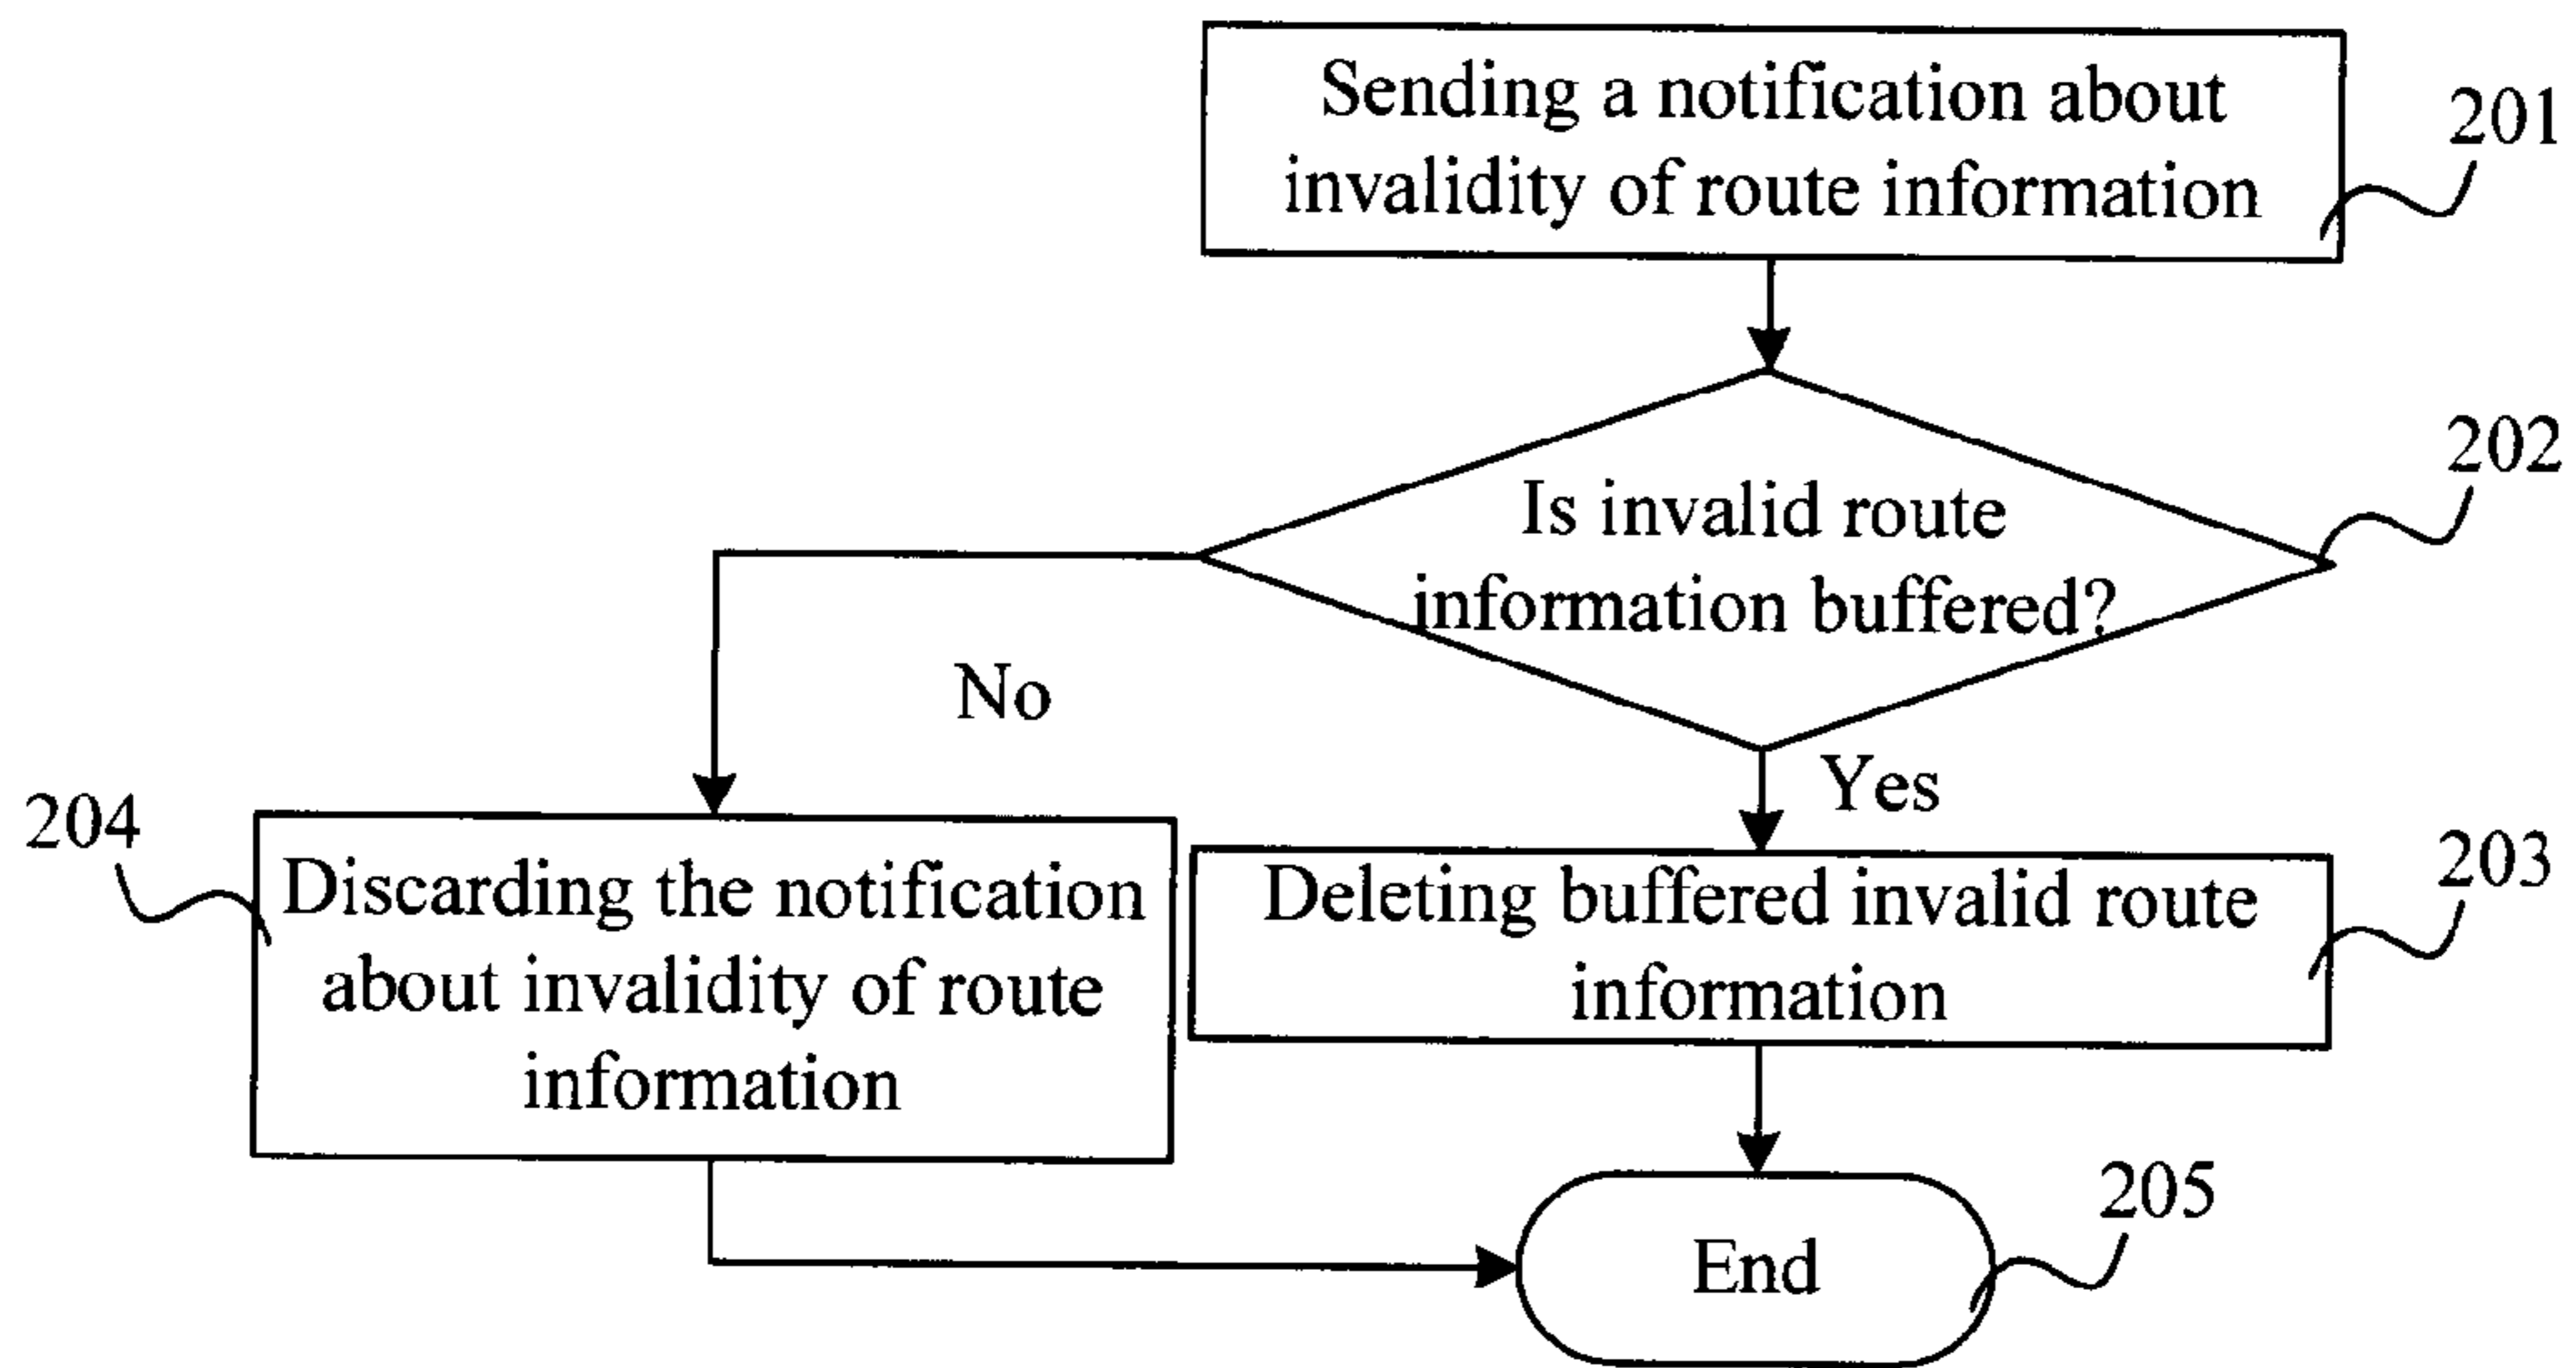 Sending a notification about
invalidity of route information
201
202
Is invalid route
information buffered?
No
Yes
204
203
Discarding the notification
about invalidity of route
information
Deleting buffered invalid route
information
205
End